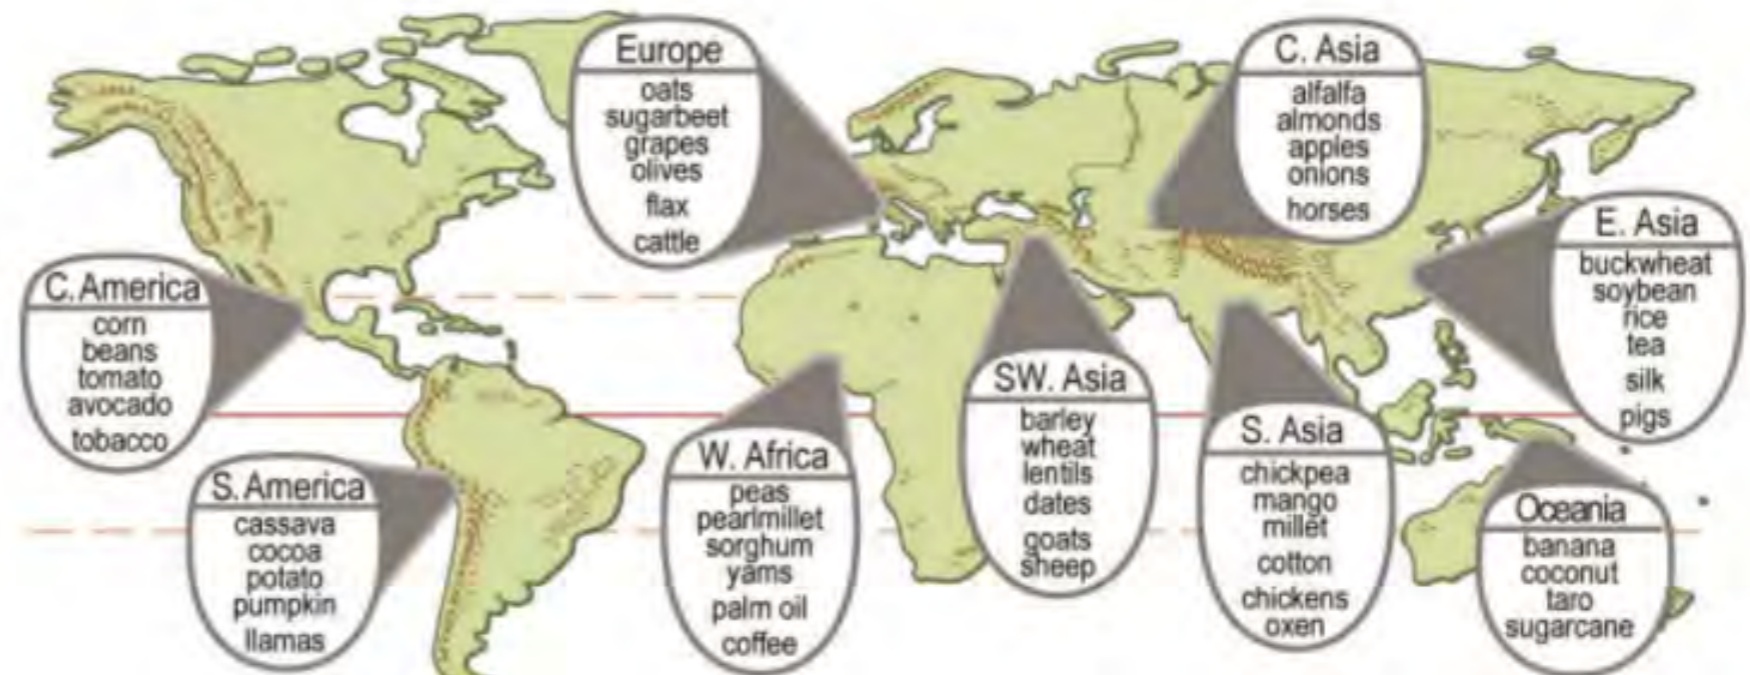 Europe
oats
sugarbeet
grapes
olives
flax
cattle
C. Asia
alfalfa
almonds
apples
onions
horses
E. Asia
buckwheat
soybean
rice
tea
silk
pigs
C. America
corn
beans
tomato
avocado
tobacco
S. America
cassava
cocoa
potato
pumpkin
llamas
W. Africa
peas
pearlmillet
sorghum
yams
palm oil
coffee
SW. Asia
barley
wheat
lentils
dates
goats
sheep
S. Asia
chickpea
mango
millet
cotton
chickens
oxen
Oceania
banana
coconut
taro
sugarcane